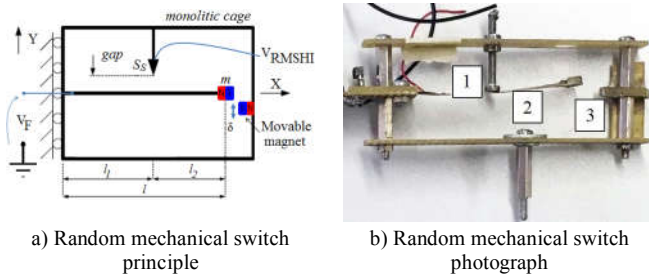 monolitic cage
Y
gap
Ss
V_RMSHI
m
X
δ
V_F
Movable
magnet
l_1
l_2
l
1
2
3
a) Random mechanical switch
principle
b) Random mechanical switch
photograph